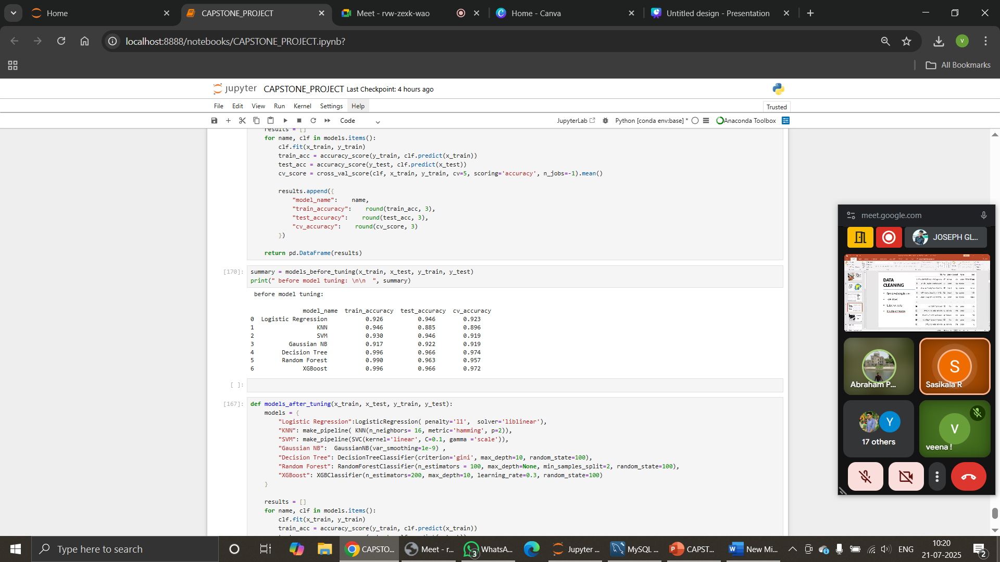 Home
CAPSTONE_PROJECT
Meet - rvw-zexk-wao
Home - Canva
Untitled design - Presentation
localhost:8888/notebooks/CAPSTONE_PROJECT.ipynb?
V
All Bookmarks
jupyter CAPSTONE_PROJECT Last Checkpoint: 4 hours ago
File Edit View Run Kernel Settings Help
Trusted
Code
JupyterLab
Python [conda env:base] *
Anaconda Toolbox
results = []
for name, clf in models.items():
clf.fit(x_train, y_train)
train_acc = accuracy_score(y_train, clf.predict(x_train))
test_acc = accuracy_score(y_test, clf.predict(x_test))
cv_score = cross_val_score(clf, x_train, y_train, cv=5, scoring='accuracy', n_jobs=-1).mean()
results.append({
"model_name": name,
"train_accuracy": round(train_acc, 3),
"test_accuracy": round(test_acc, 3),
"cv_accuracy": round(cv_score, 3)
})
return pd.DataFrame(results)
[170]:
summary = models_before_tuning(x_train, x_test, y_train, y_test)
print(" before model tuning: \n\n ", summary)
before model tuning:
model_name train_accuracy test_accuracy cv_accuracy
0 Logistic Regression 0.926 0.946 0.923
1 KNN 0.946 0.885 0.896
2 SVM 0.930 0.946 0.919
3 Gaussian NB 0.917 0.922 0.919
4 Decision Tree 0.996 0.966 0.974
5 Random Forest 0.990 0.963 0.957
6 XGBoost 0.996 0.966 0.972
[ ]:
[167]:
def models_after_tuning(x_train, x_test, y_train, y_test):
models = {
"Logistic Regression":LogisticRegression( penalty='l1', solver='liblinear'),
"KNN": make_pipeline( KNN(n_neighbors= 16, metric='hamming', p=2)),
"SVM": make_pipeline(SVC(kernel='linear', C=0.1, gamma ='scale')),
"Gaussian NB": GaussianNB(var_smoothing=1e-9) ,
"Decision Tree": DecisionTreeClassifier(criterion='gini', max_depth=10, random_state=100),
"Random Forest": RandomForestClassifier(n_estimators = 100, max_depth=None, min_samples_split=2, random_state=100),
"XGBoost": XGBClassifier(n_estimators=200, max_depth=10, learning_rate=0.3, random_state=100)
}
results = []
for name, clf in models.items():
clf.fit(x_train, y_train)
train_acc = accuracy_score(y_train, clf.predict(x_train))
meet.google.com
JOSEPH GL...
DATA
CLEANING
Abraham P...
S
Sasikala R
Y
17 others
V
veena !
Type here to search
CAPSTO...
Meet - r...
3
WhatsA...
Jupyter ...
MySQL ...
CAPST...
New Mi...
ENG
10:20
21-07-2025
2